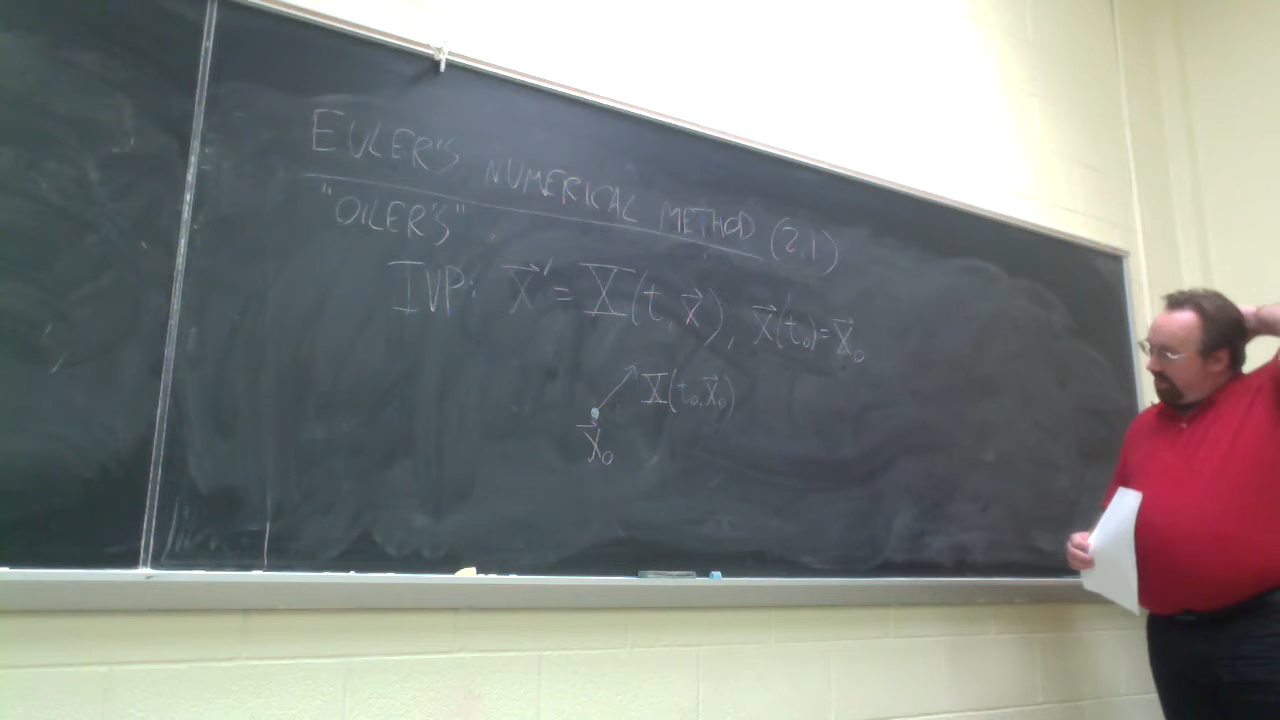 EULER'S NUMERICAL METHOD (2,1)
"OILER'S"
IVP: x⃗' = X(t, x⃗), x⃗(t₀) = x⃗₀
X(t₀, x⃗₀)
x⃗₀